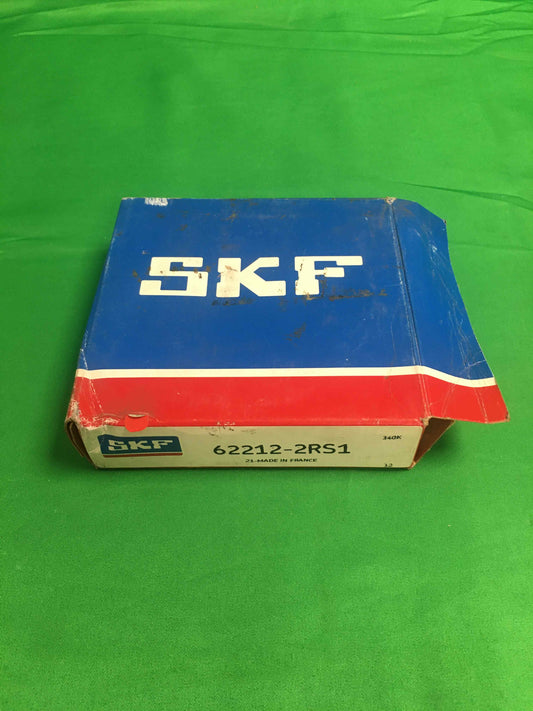 SKF
SKF
62212-2RS1
21-MADE IN FRANCE
340K
12